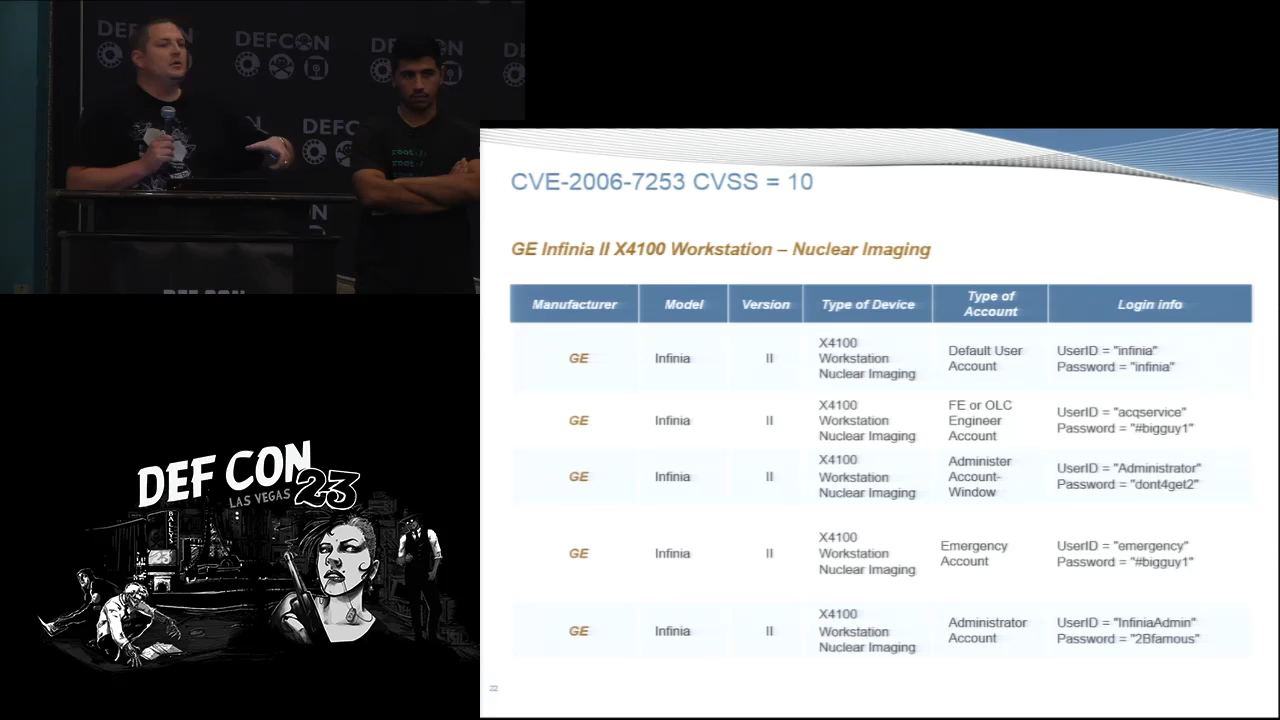 DEFCON
DEFCON
DEFCON
DEFCON
N
root:/
root:/
DEF CON
CVE-2006-7253 CVSS = 10
GE Infinia II X4100 Workstation – Nuclear Imaging
Manufacturer Model Version Type of Device Type of Account Login info
GE Infinia II X4100 Workstation Nuclear Imaging Default User Account UserID = "infinia" Password = "infinia"
GE Infinia II X4100 Workstation Nuclear Imaging FE or OLC Engineer Account UserID = "acqservice" Password = "#bigguy1"
GE Infinia II X4100 Workstation Nuclear Imaging Administer Account-Window UserID = "Administrator" Password = "dont4get2"
GE Infinia II X4100 Workstation Nuclear Imaging Emergency Account UserID = "emergency" Password = "#bigguy1"
GE Infinia II X4100 Workstation Nuclear Imaging Administrator Account UserID = "InfiniaAdmin" Password = "2Bfamous"
22
DEF CON 23
LAS VEGAS
BALLYS